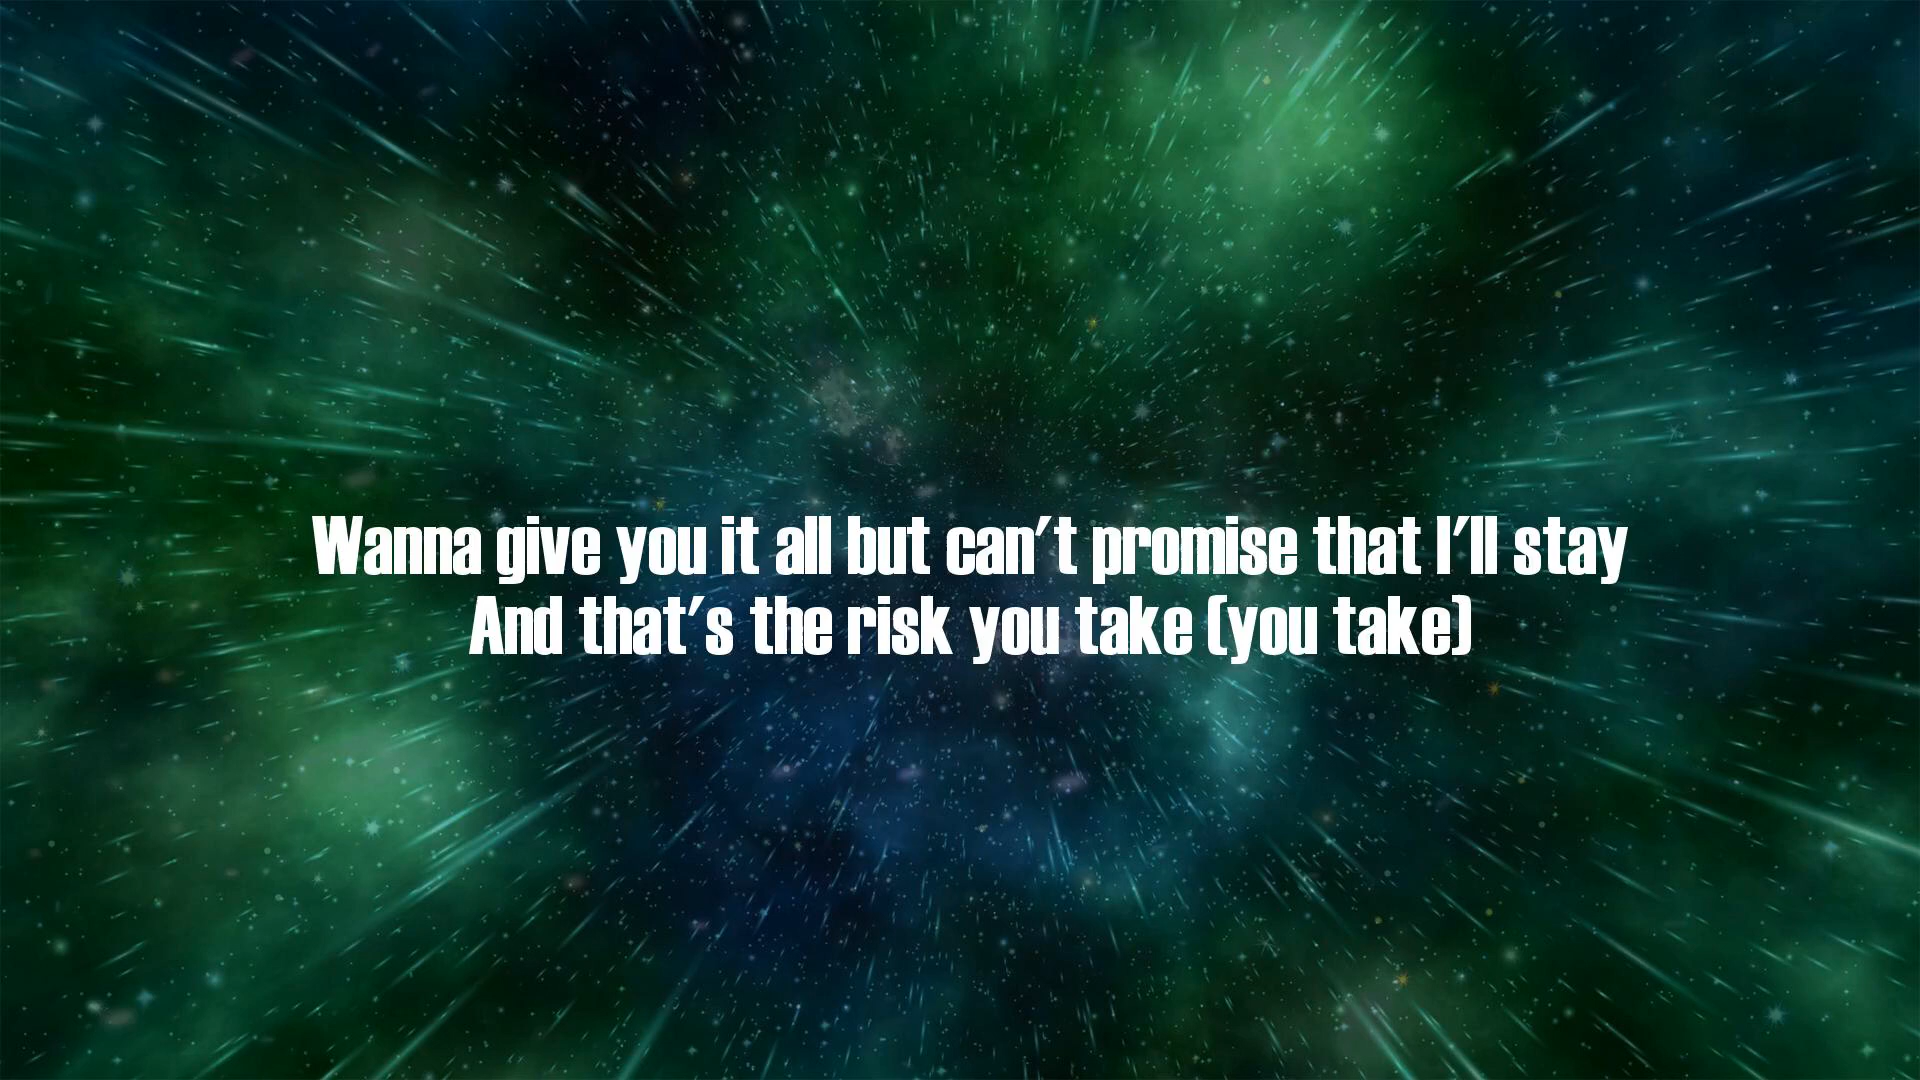 Wanna give you it all but can't promise that I'll stay
And that's the risk you take (you take)